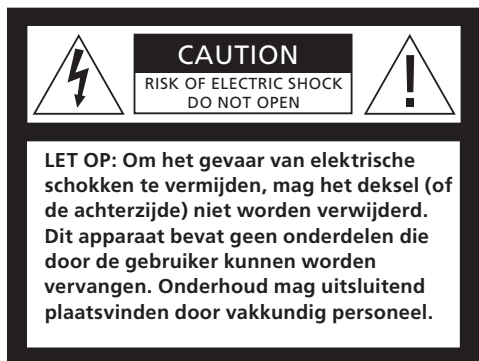 CAUTION
RISK OF ELECTRIC SHOCK
DO NOT OPEN
LET OP: Om het gevaar van elektrische
schokken te vermijden, mag het deksel (of
de achterzijde) niet worden verwijderd.
Dit apparaat bevat geen onderdelen die
door de gebruiker kunnen worden
vervangen. Onderhoud mag uitsluitend
plaatsvinden door vakkundig personeel.